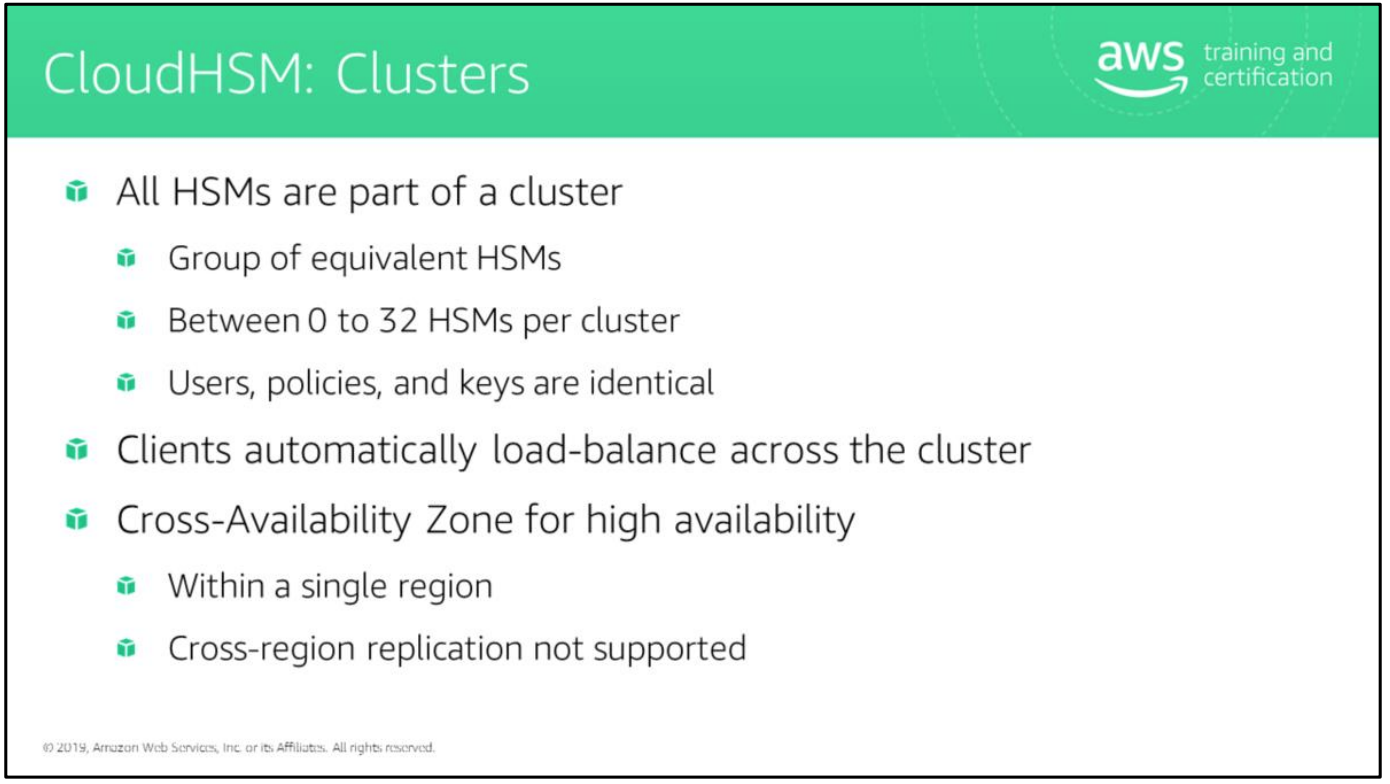 CloudHSM: Clusters
aws training and
certification
All HSMs are part of a cluster
Group of equivalent HSMs
Between 0 to 32 HSMs per cluster
Users, policies, and keys are identical
Clients automatically load-balance across the cluster
Cross-Availability Zone for high availability
Within a single region
Cross-region replication not supported
© 2019, Amazon Web Services, Inc. or its Affiliates. All rights reserved.